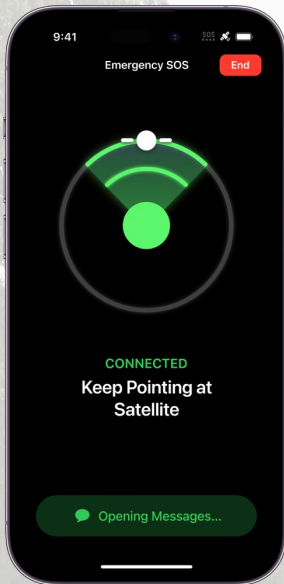 9:41
SOS
Emergency SOS
End
CONNECTED
Keep Pointing at
Satellite
Opening Messages...